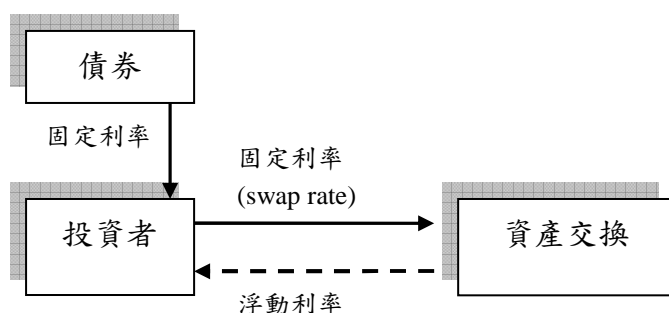 債券
固定利率
固定利率
(swap rate)
投資者
資產交換
浮動利率